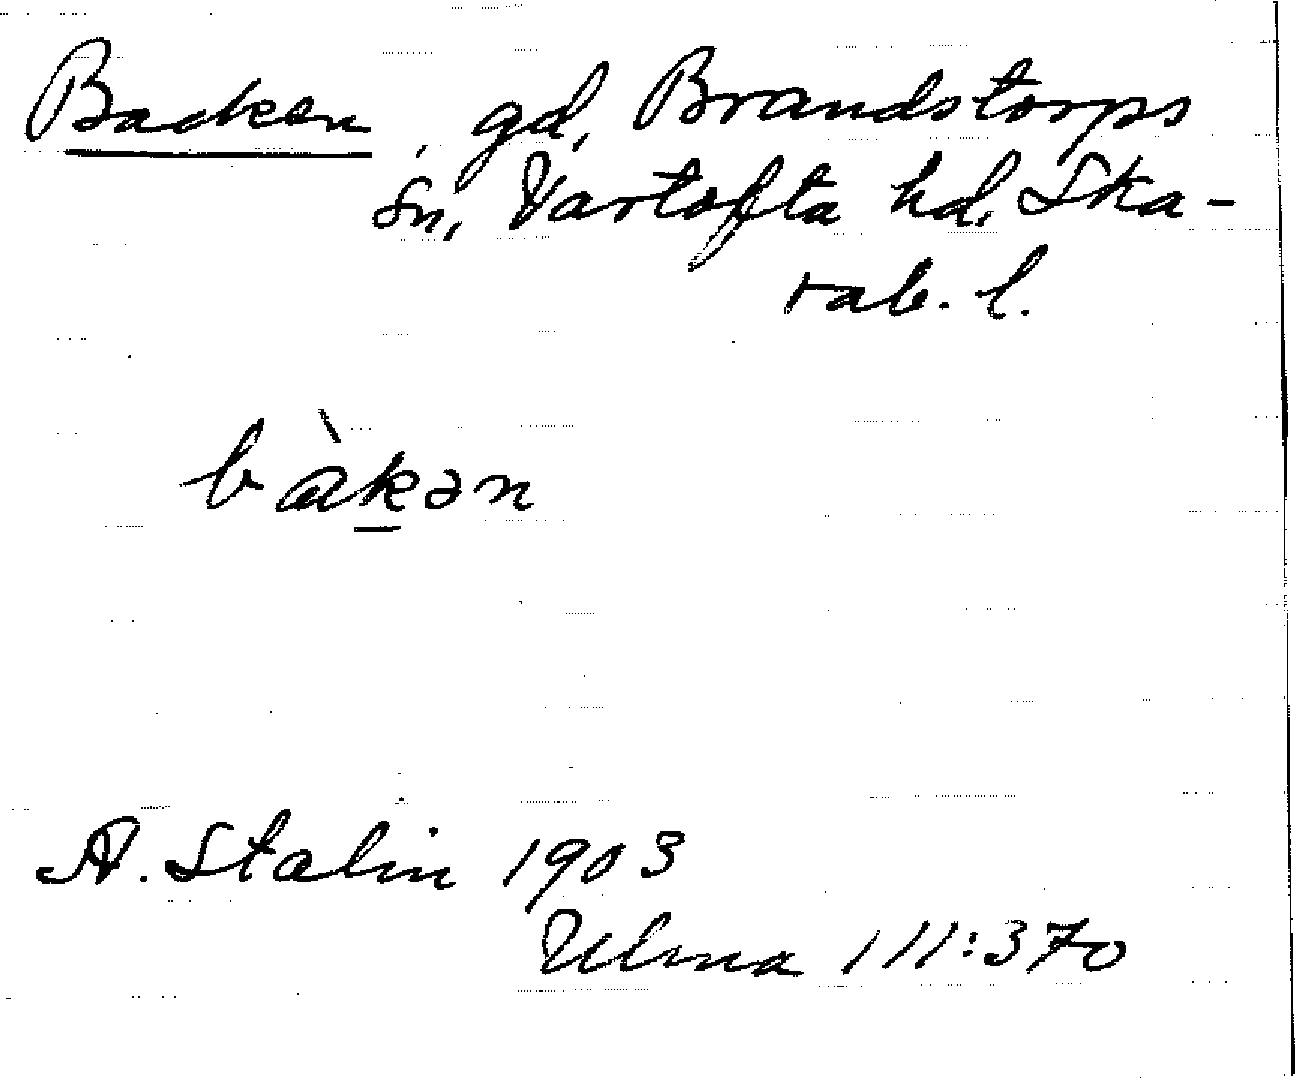 Backen, gd, Brandstorps
sn, Vartofta hd, Ska-
rab. l.
bàkən
A. Stalin 1903
Ulma 111:370